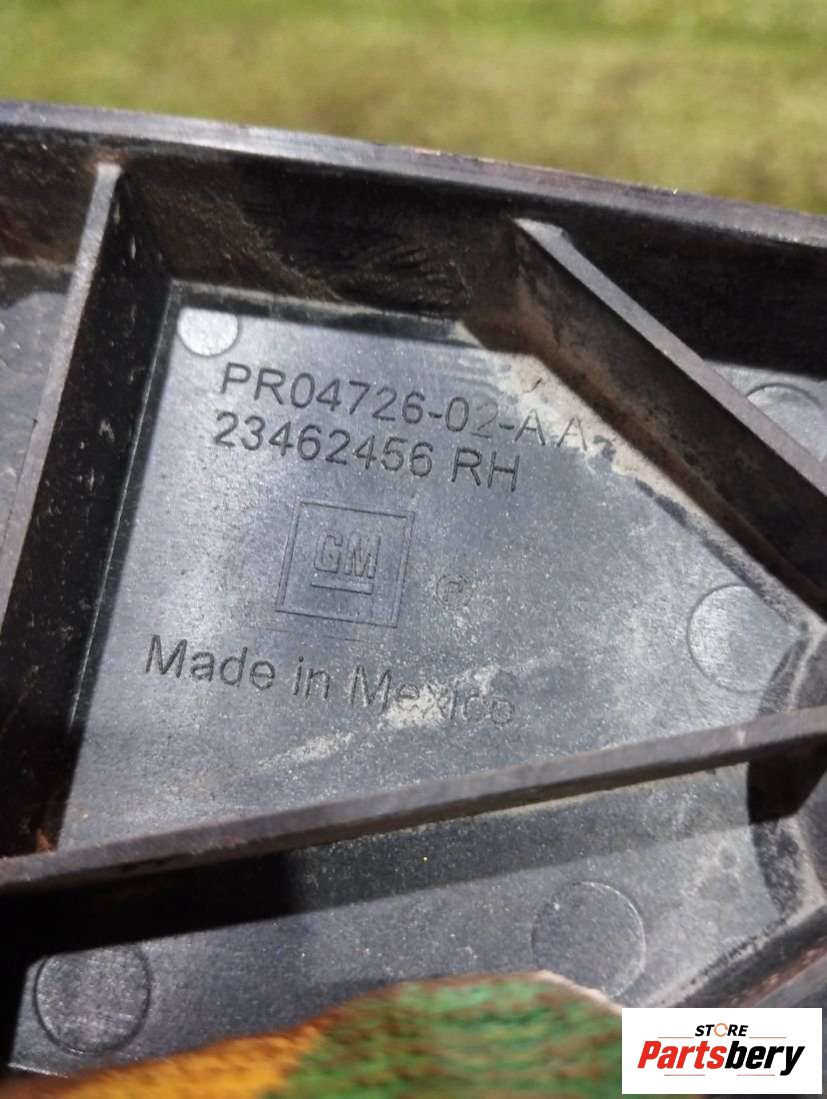 PR04726-02-AA
23462456 RH
GM
©
Made in Mexico
STORE
Partsbery